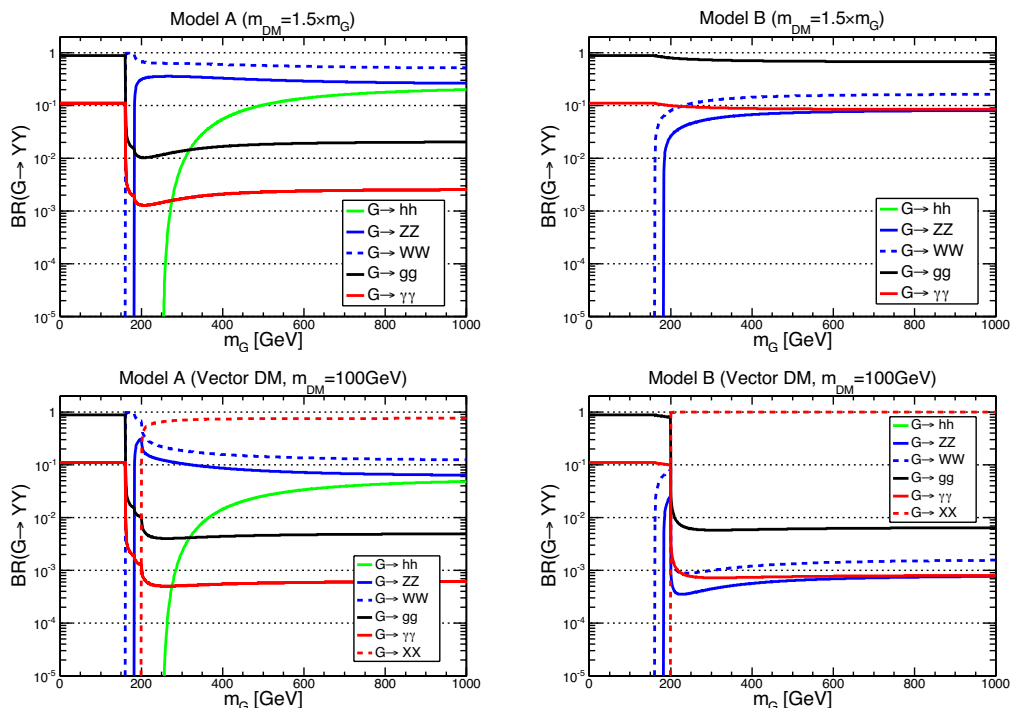 Model A (m_DM=1.5×m_G)
BR(G→ YY)
1
10^-1
10^-2
10^-3
10^-4
10^-5
G→ hh
G→ ZZ
G→ WW
G→ gg
G→ γγ
0 200 400 600 800 1000
m_G [GeV]
Model B (m_DM=1.5×m_G)
BR(G→ YY)
1
10^-1
10^-2
10^-3
10^-4
10^-5
G→ hh
G→ ZZ
G→ WW
G→ gg
G→ γγ
0 200 400 600 800 1000
m_G [GeV]
Model A (Vector DM, m_DM=100GeV)
BR(G→ YY)
1
10^-1
10^-2
10^-3
10^-4
10^-5
G→ hh
G→ ZZ
G→ WW
G→ gg
G→ γγ
G→ XX
0 200 400 600 800 1000
m_G [GeV]
Model B (Vector DM, m_DM=100GeV)
BR(G→ YY)
1
10^-1
10^-2
10^-3
10^-4
10^-5
G→ hh
G→ ZZ
G→ WW
G→ gg
G→ γγ
G→ XX
0 200 400 600 800 1000
m_G [GeV]